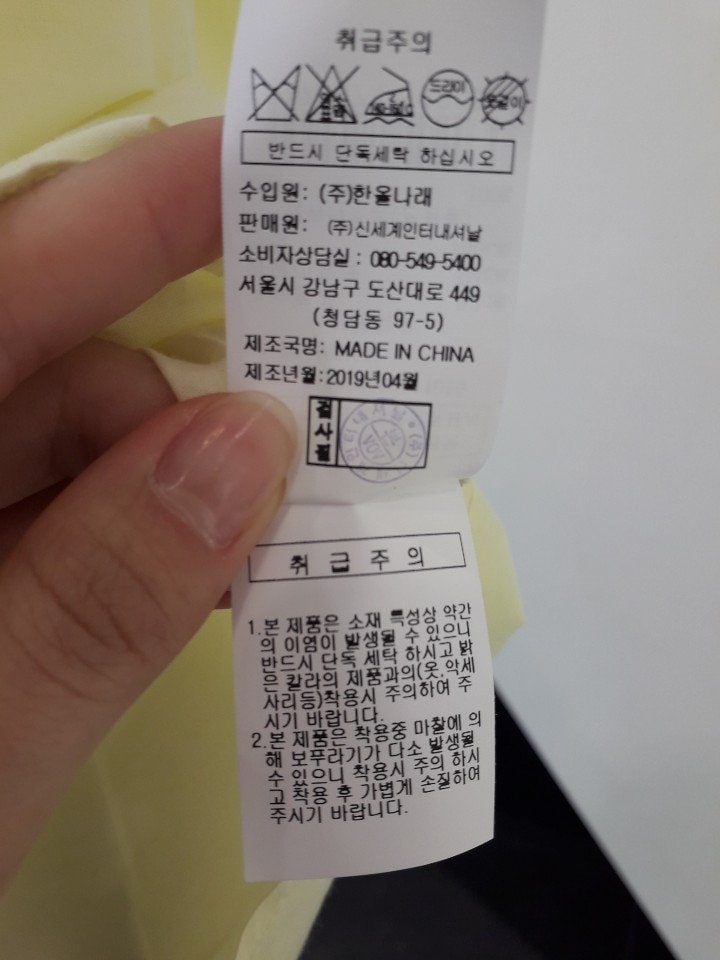 취급주의
드라이
옷걸이
반드시 단독세탁 하십시오
수입원: (주)한올나래
판매원: (주)신세계인터내셔날
소비자상담실 : 080-549-5400
서울시 강남구 도산대로 449
(청담동 97-5)
제조국명: MADE IN CHINA
제조년월:2019년04월
검사필
취 급 주 의
1.본 제품은 소재 특성상 약간
의 이염이 발생될 수 있으니
반드시 단독 세탁 하시고 밝
은 칼라의 제품과의(옷,악세
사리등)착용시 주의하여 주
시기 바랍니다.
2.본 제품은 착용중 마찰에 의
해 보푸라기가 다소 발생될
수 있으니 착용시 주의 하시
고 착용 후 가볍게 손질하여
주시기 바랍니다.